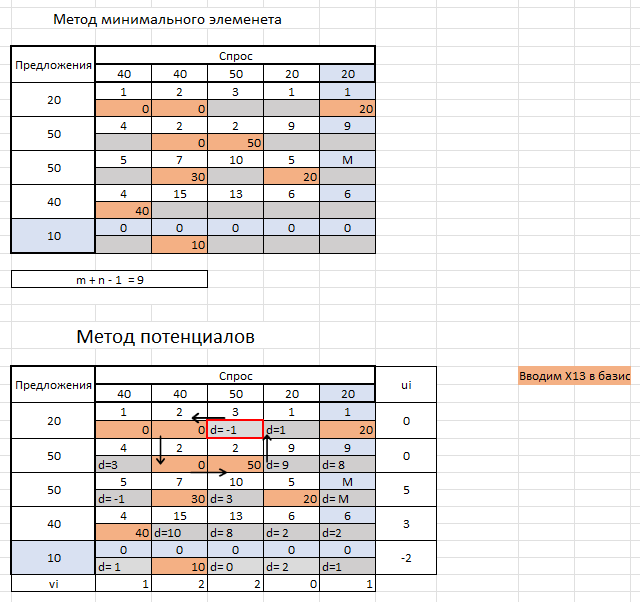 Метод минимального элеменета
Предложения Спрос
40 40 50 20 20
20 1 2 3 1 1
0 0 20
50 4 2 2 9 9
0 50
50 5 7 10 5 М
30 20
40 4 15 13 6 6
40
10 0 0 0 0 0
10
m + n - 1 = 9
Метод потенциалов
Предложения Спрос ui
40 40 50 20 20
Вводим X13 в базис
20 1 2 3 1 1 0
0 0 d= -1 d=1 20
50 4 2 2 9 9 0
d=3 0 50 d= 9 d= 8
50 5 7 10 5 М 5
d= -1 30 d= 3 20 d= M
40 4 15 13 6 6 3
40 d=10 d= 8 d= 2 d=2
10 0 0 0 0 0 -2
d= 1 10 d= 0 d= 2 d=1
vi 1 2 2 0 1